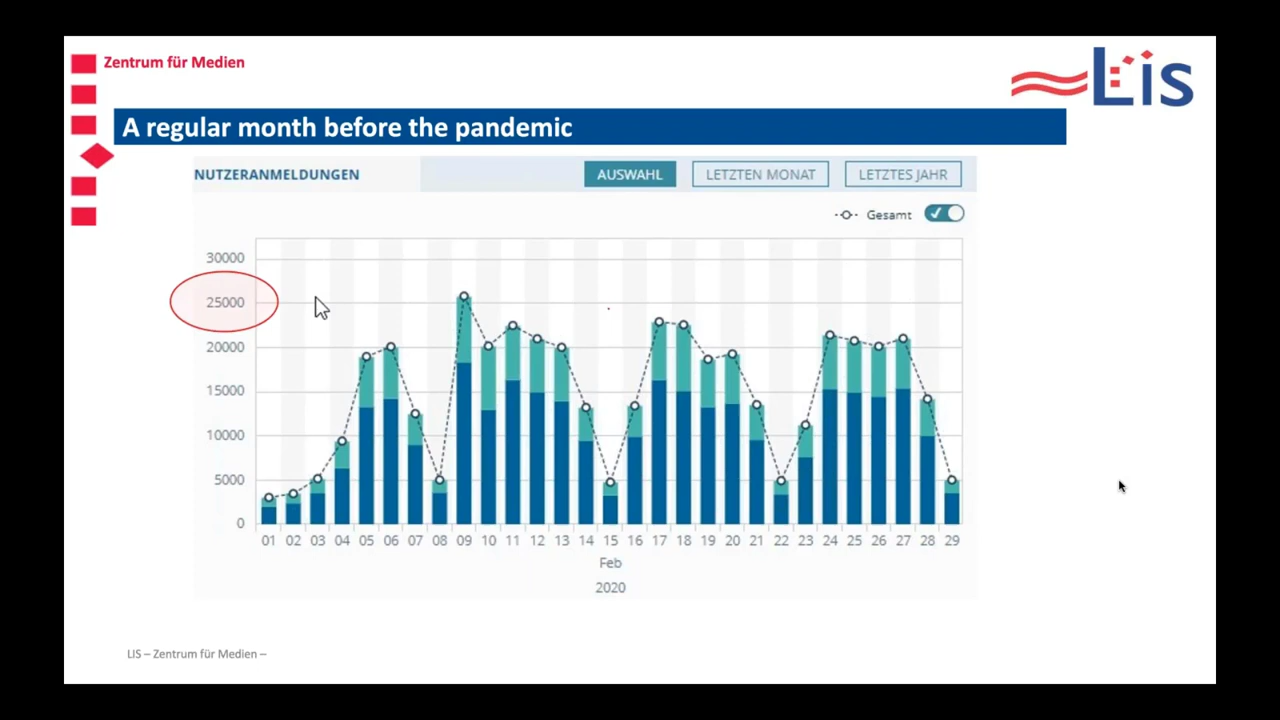 Zentrum für Medien
LIS
A regular month before the pandemic
NUTZERANMELDUNGEN
AUSWAHL
LETZTEN MONAT
LETZTES JAHR
Gesamt
30000
25000
20000
15000
10000
5000
0
01 02 03 04 05 06 07 08 09 10 11 12 13 14 15 16 17 18 19 20 21 22 23 24 25 26 27 28 29
Feb
2020
LIS – Zentrum für Medien –